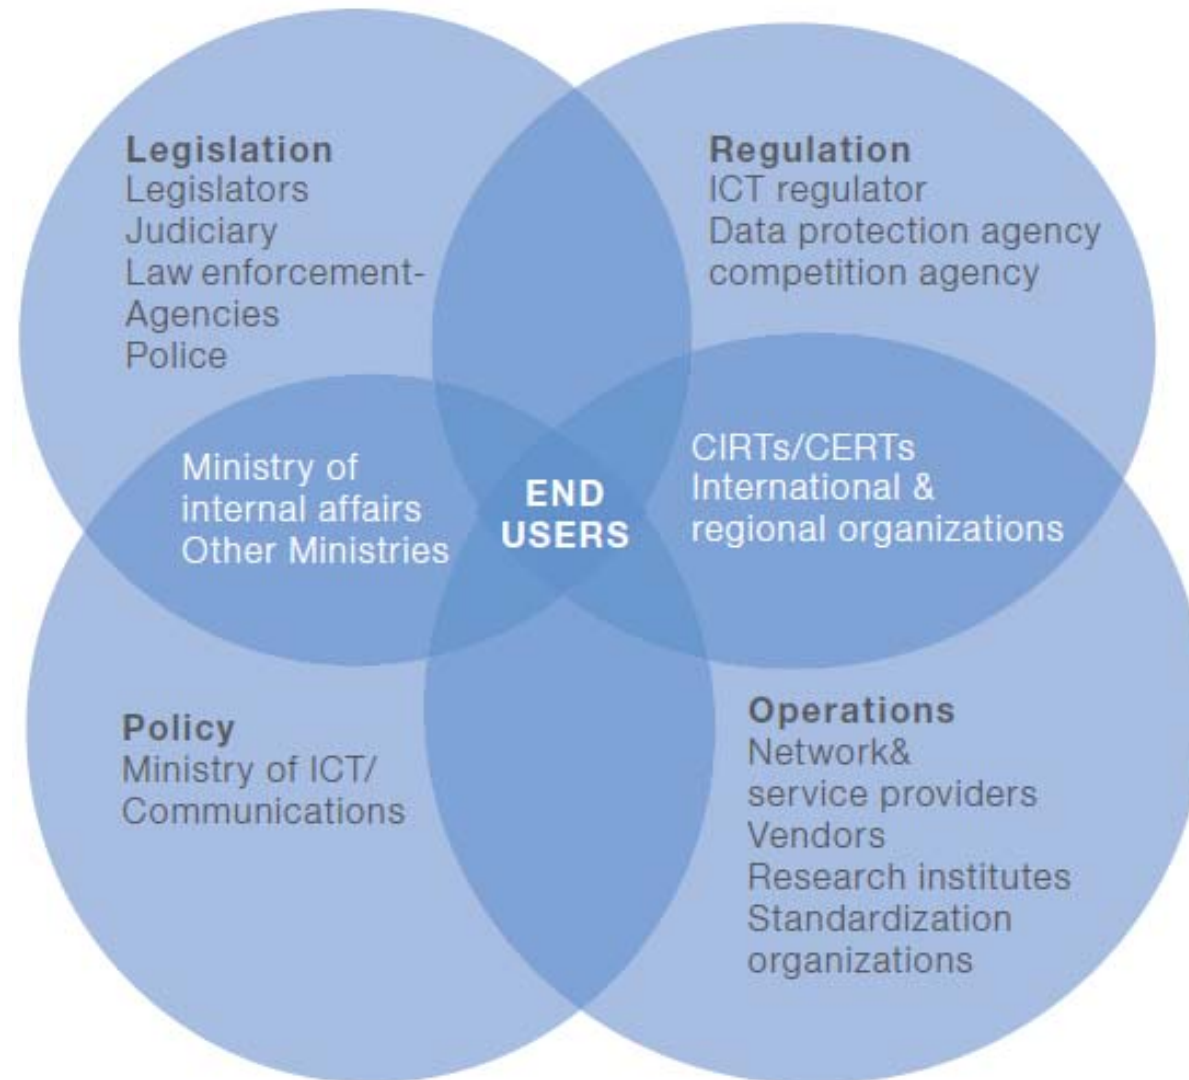 Legislation
Legislators
Judiciary
Law enforcement-
Agencies
Police
Regulation
ICT regulator
Data protection agency
competition agency
Ministry of
internal affairs
Other Ministries
END
USERS
CIRTs/CERTs
International &
regional organizations
Policy
Ministry of ICT/
Communications
Operations
Network&
service providers
Vendors
Research institutes
Standardization
organizations